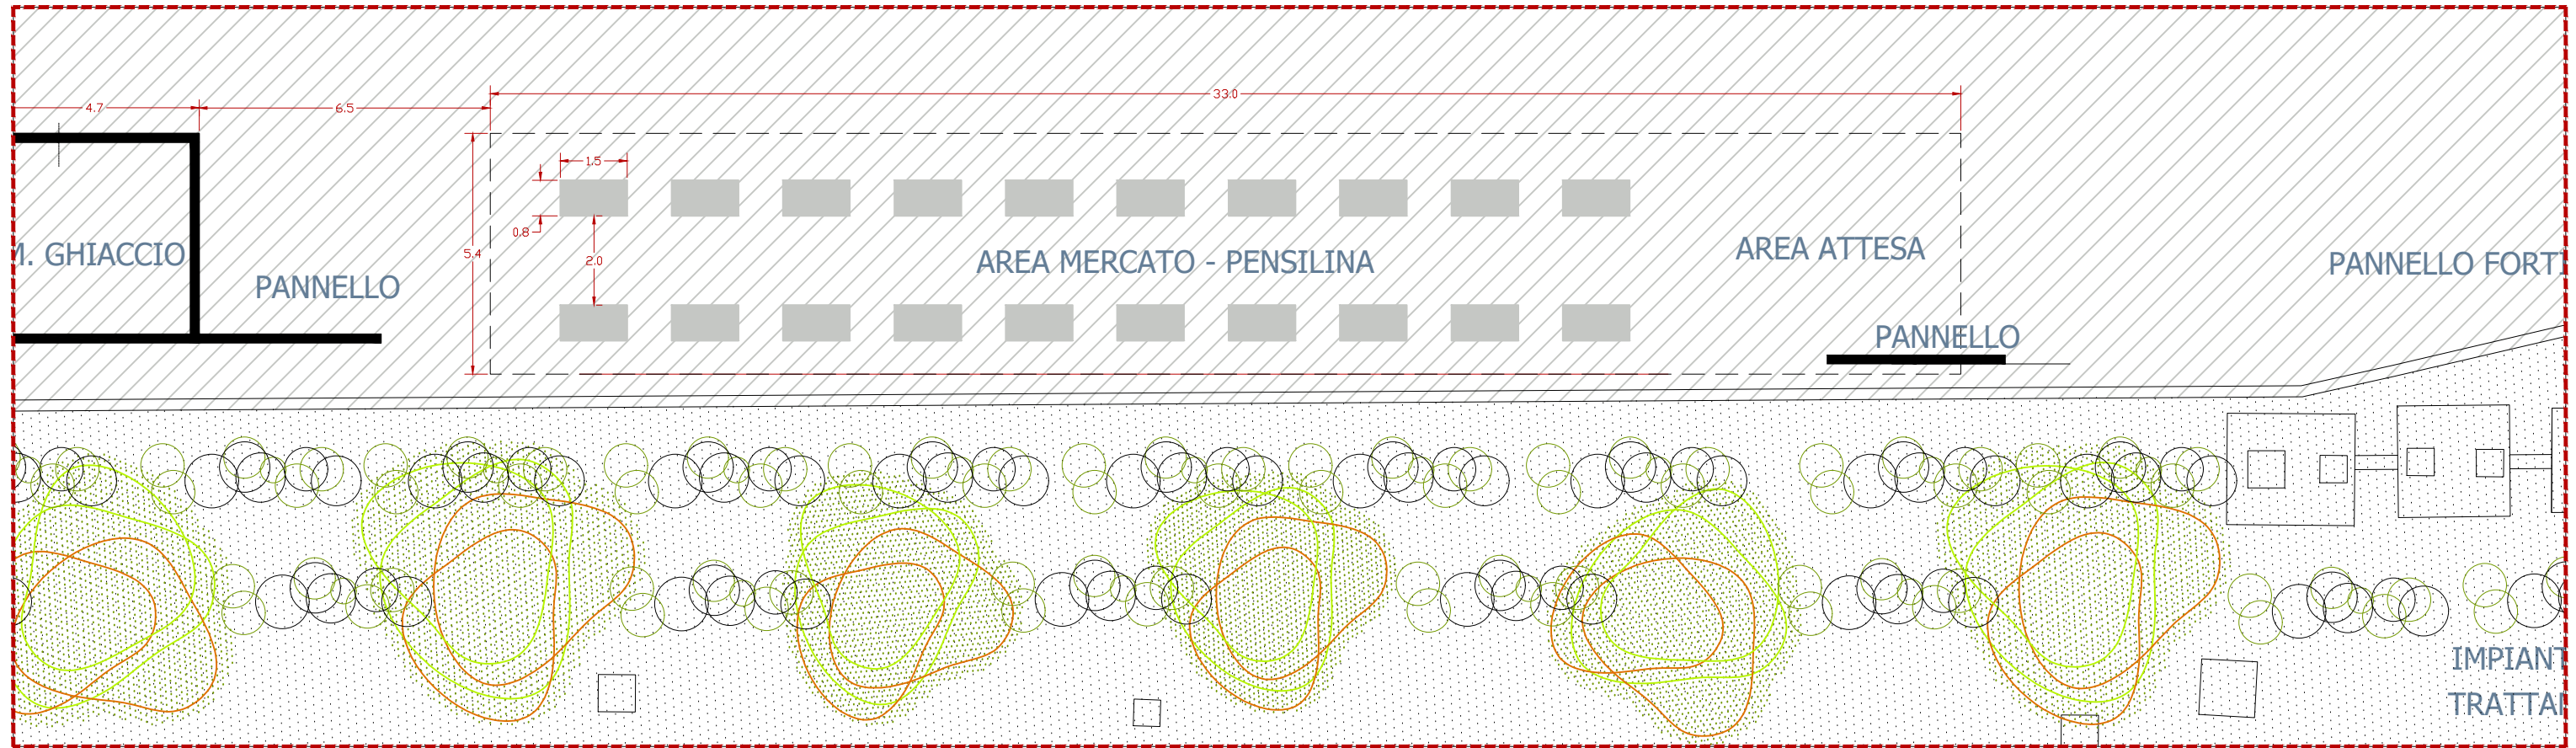 33.0
4.7
6.5
1.5
0.8
2.0
5.4
M. GHIACCIO
PANNELLO
AREA MERCATO - PENSILINA
AREA ATTESA
PANNELLO
PANNELLO FORTI
IMPIANT
TRATTA